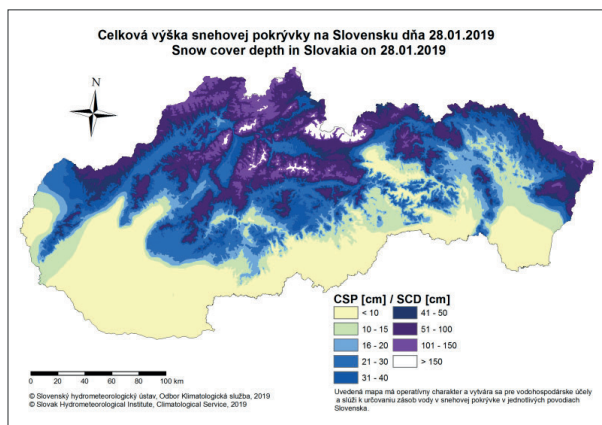 Celková výška snehovej pokrývky na Slovensku dňa 28.01.2019
Snow cover depth in Slovakia on 28.01.2019
N
CSP [cm] / SCD [cm]
< 10
10 - 15
16 - 20
21 - 30
31 - 40
41 - 50
51 - 100
101 - 150
> 150
0 20 40 60 80 100 km
© Slovenský hydrometeorologický ústav, Odbor Klimatologická služba, 2019
© Slovak Hydrometeorological Institute, Climatological Service, 2019
Uvedená mapa má operatívny charakter a vytvára sa pre vodohospodárske účely
a slúži k určovaniu zásob vody v snehovej pokrývke v jednotlivých povodiach
Slovenska.